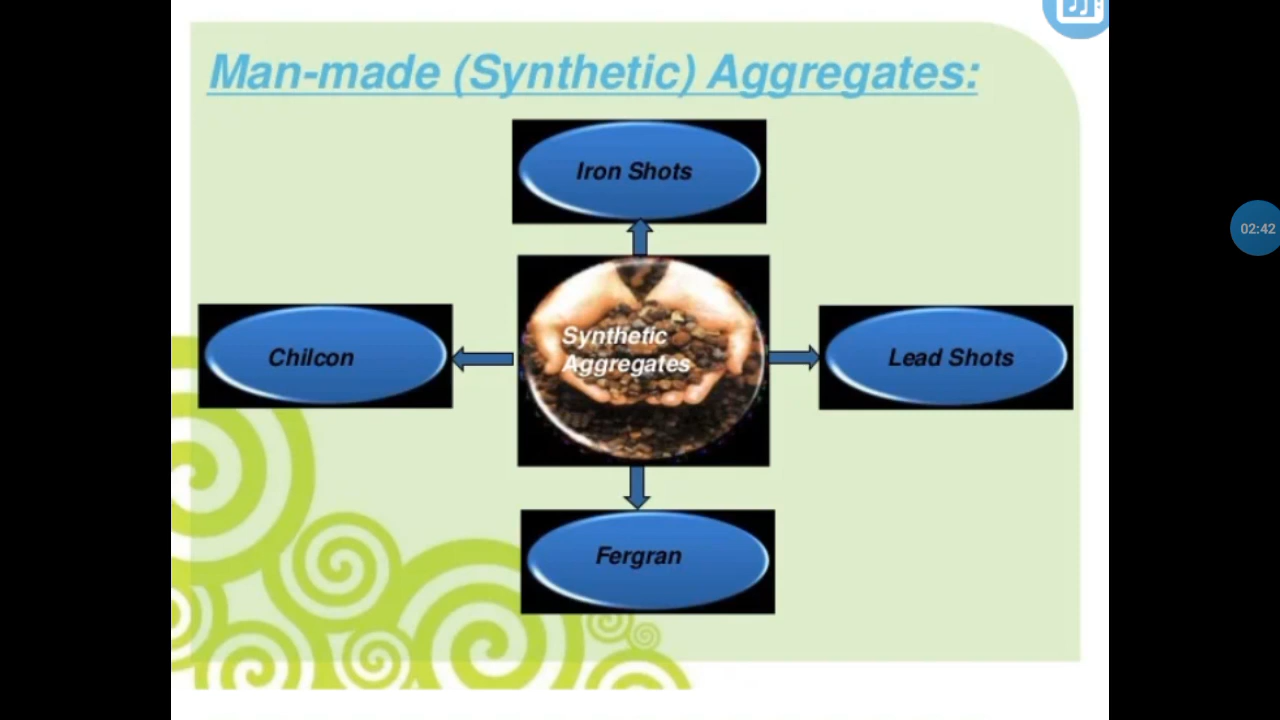 Man-made (Synthetic) Aggregates:
Iron Shots
Chilcon
Synthetic
Aggregates
Lead Shots
Fergran
02:42